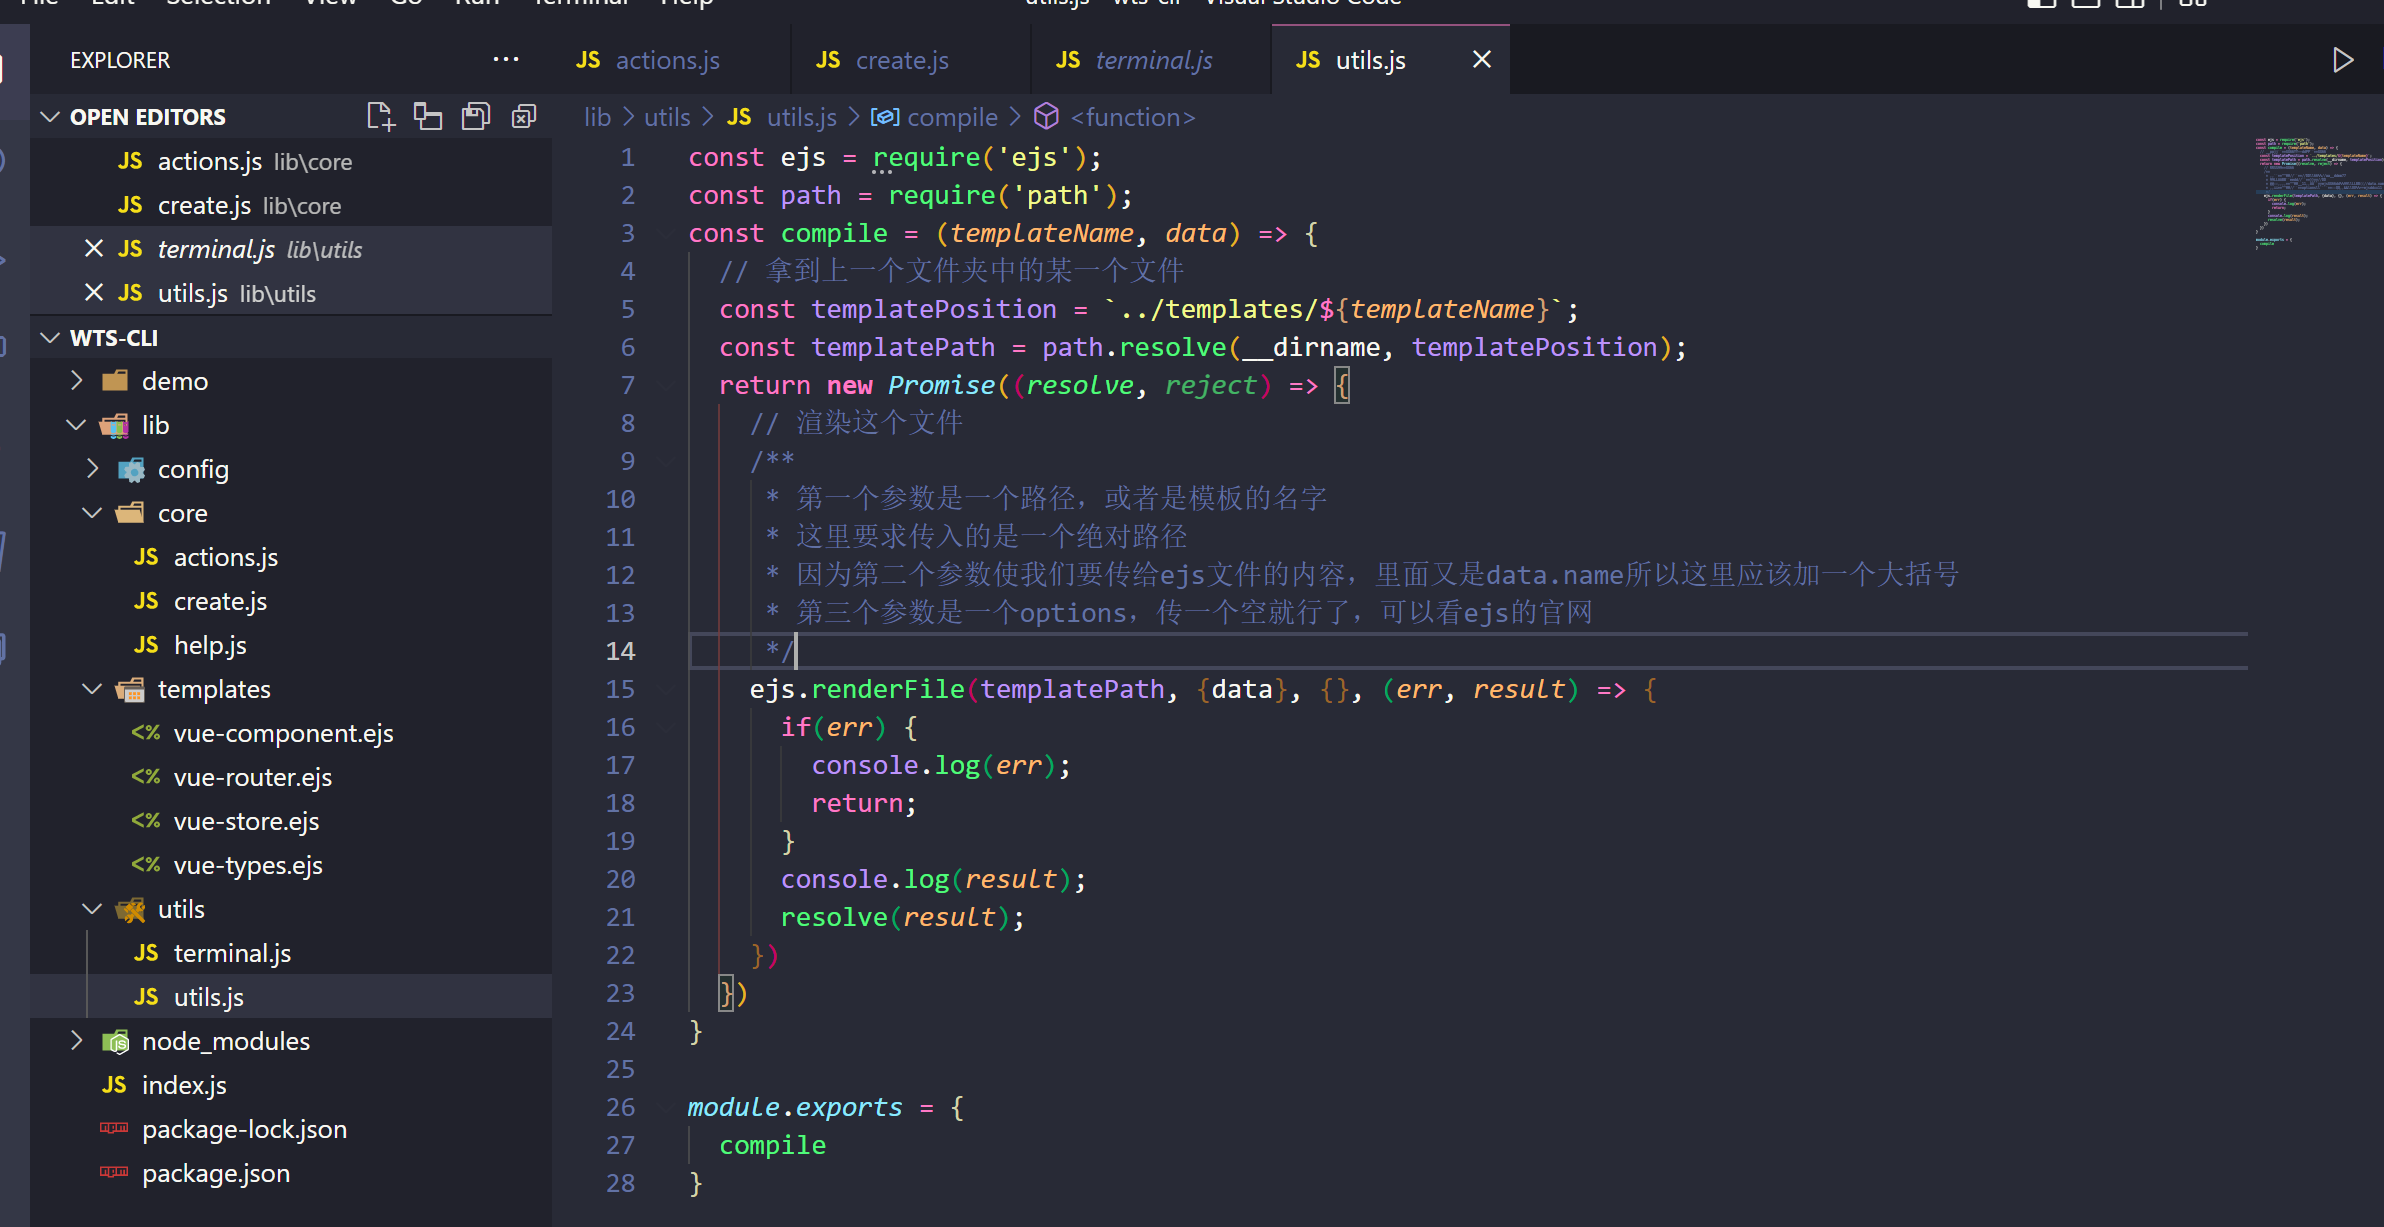 File Edit Selection View Go Run Terminal Help
utils.js - wts-cli - Visual Studio Code
EXPLORER
OPEN EDITORS
JS actions.js lib\core
JS create.js lib\core
JS terminal.js lib\utils
JS utils.js lib\utils
WTS-CLI
demo
lib
config
core
JS actions.js
JS create.js
JS help.js
templates
<% vue-component.ejs
<% vue-router.ejs
<% vue-store.ejs
<% vue-types.ejs
utils
JS terminal.js
JS utils.js
node_modules
JS index.js
package-lock.json
package.json
JS actions.js
JS create.js
JS terminal.js
JS utils.js
lib > utils > JS utils.js > compile > <function>
1 const ejs = require('ejs');
2 const path = require('path');
3 const compile = (templateName, data) => {
4 // 拿到上一个文件夹中的某一个文件
5 const templatePosition = `../templates/${templateName}`;
6 const templatePath = path.resolve(__dirname, templatePosition);
7 return new Promise((resolve, reject) => {
8 // 渲染这个文件
9 /**
10 * 第一个参数是一个路径，或者是模板的名字
11 * 这里要求传入的是一个绝对路径
12 * 因为第二个参数使我们要传给ejs文件的内容，里面又是data.name所以这里应该加一个大括号
13 * 第三个参数是一个options，传一个空就行了，可以看ejs的官网
14 */
15 ejs.renderFile(templatePath, {data}, {}, (err, result) => {
16 if(err) {
17 console.log(err);
18 return;
19 }
20 console.log(result);
21 resolve(result);
22 })
23 })
24 }
25
26 module.exports = {
27 compile
28 }